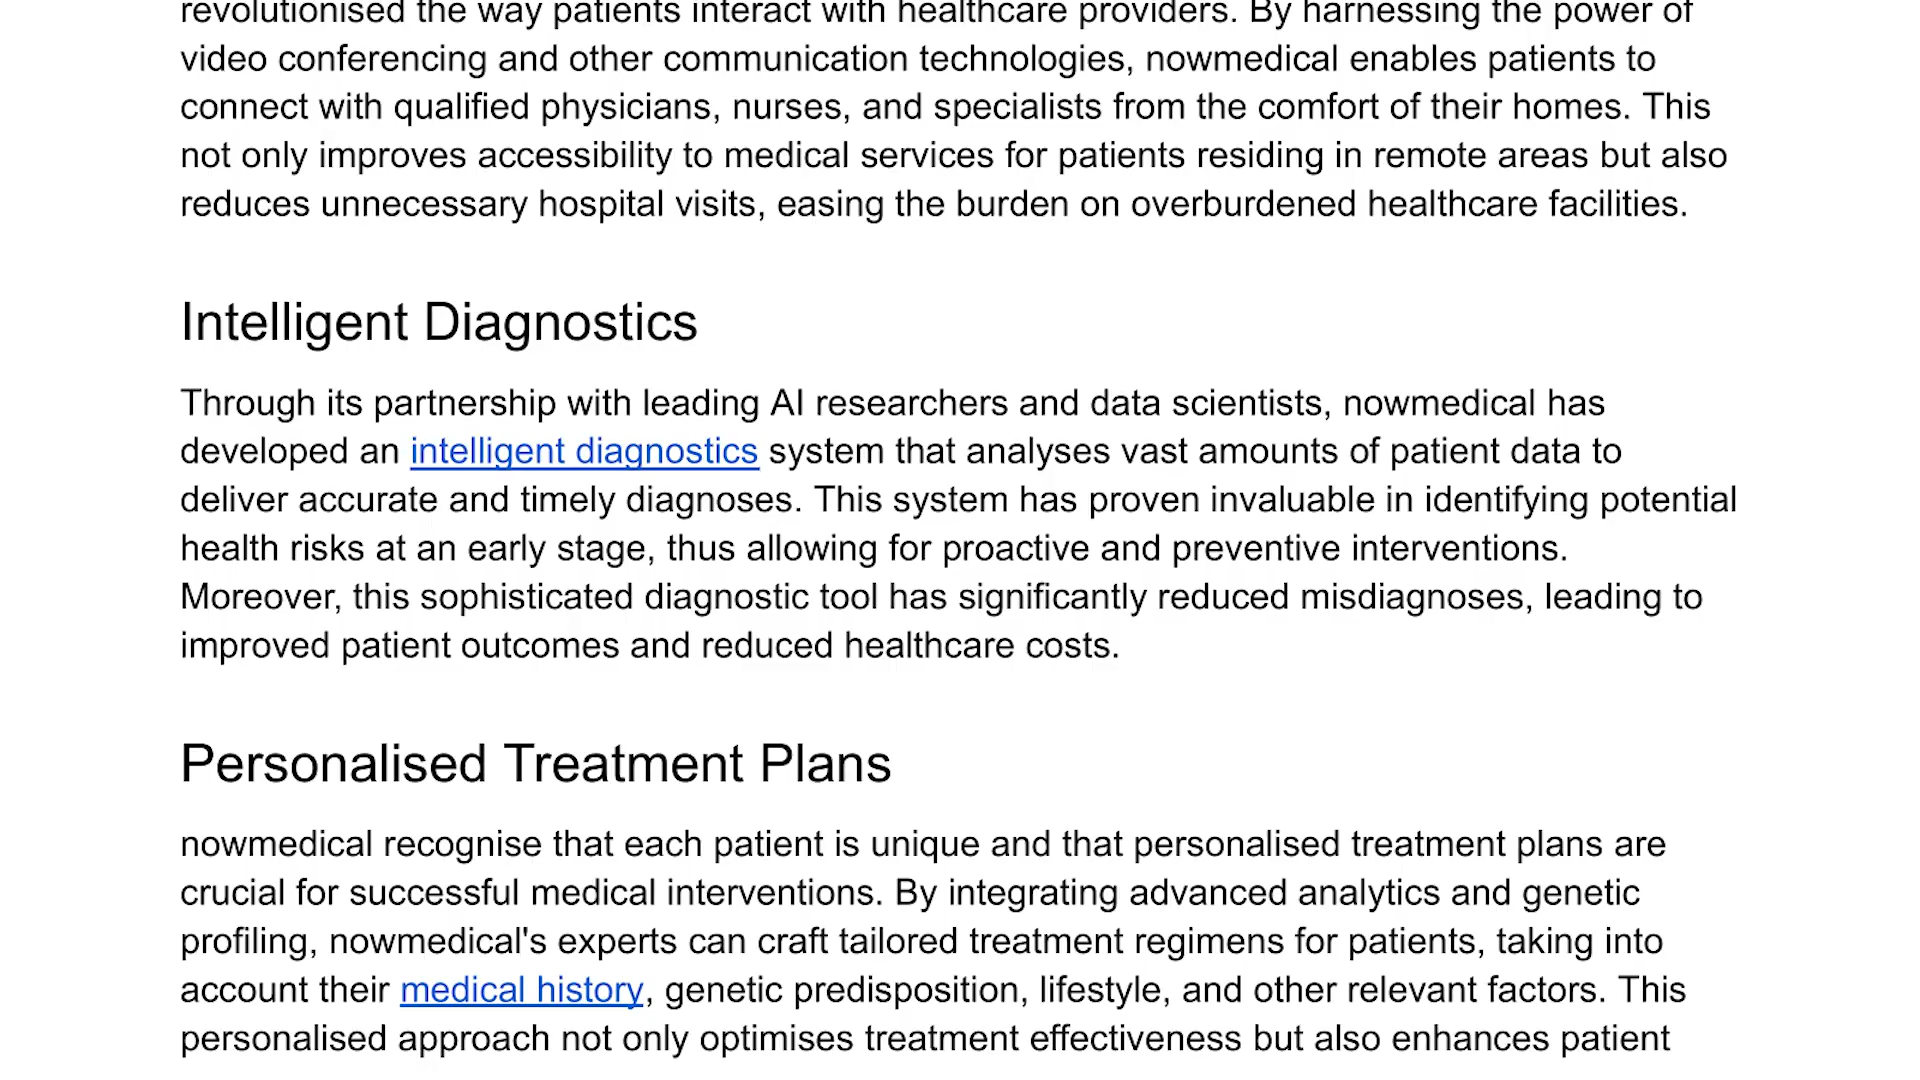 revolutionised the way patients interact with healthcare providers. By harnessing the power of
video conferencing and other communication technologies, nowmedical enables patients to
connect with qualified physicians, nurses, and specialists from the comfort of their homes. This
not only improves accessibility to medical services for patients residing in remote areas but also
reduces unnecessary hospital visits, easing the burden on overburdened healthcare facilities.
Intelligent Diagnostics
Through its partnership with leading AI researchers and data scientists, nowmedical has
developed an intelligent diagnostics system that analyses vast amounts of patient data to
deliver accurate and timely diagnoses. This system has proven invaluable in identifying potential
health risks at an early stage, thus allowing for proactive and preventive interventions.
Moreover, this sophisticated diagnostic tool has significantly reduced misdiagnoses, leading to
improved patient outcomes and reduced healthcare costs.
Personalised Treatment Plans
nowmedical recognise that each patient is unique and that personalised treatment plans are
crucial for successful medical interventions. By integrating advanced analytics and genetic
profiling, nowmedical's experts can craft tailored treatment regimens for patients, taking into
account their medical history, genetic predisposition, lifestyle, and other relevant factors. This
personalised approach not only optimises treatment effectiveness but also enhances patient